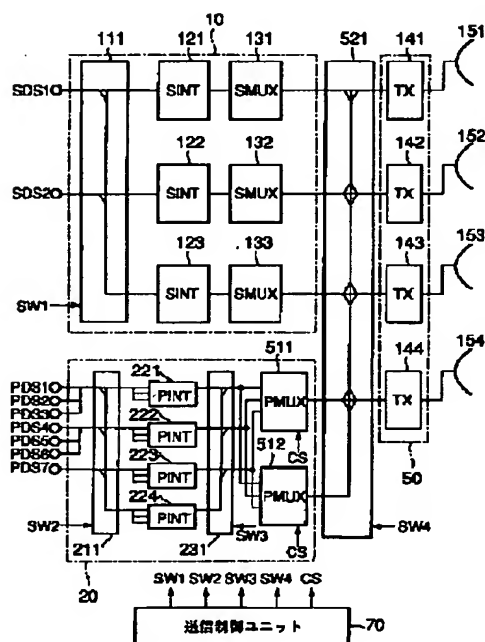 10
111 121 131 521 141 151
SDS1 SINT SMUX TX
122 132 142 152
SDS2 SINT SMUX TX
123 133 143 153
SINT SMUX TX
SW1
511 144 154
PDS1 221 PINT PMUX TX
PDS2
PDS3 222
PDS4 PINT CS 50
PDS5 223 512
PDS6 PINT PMUX
PDS7 224
PINT
SW2 SW3 CS SW4
211 231
20
SW1 SW2 SW3 SW4 CS
送信制御ユニット 70